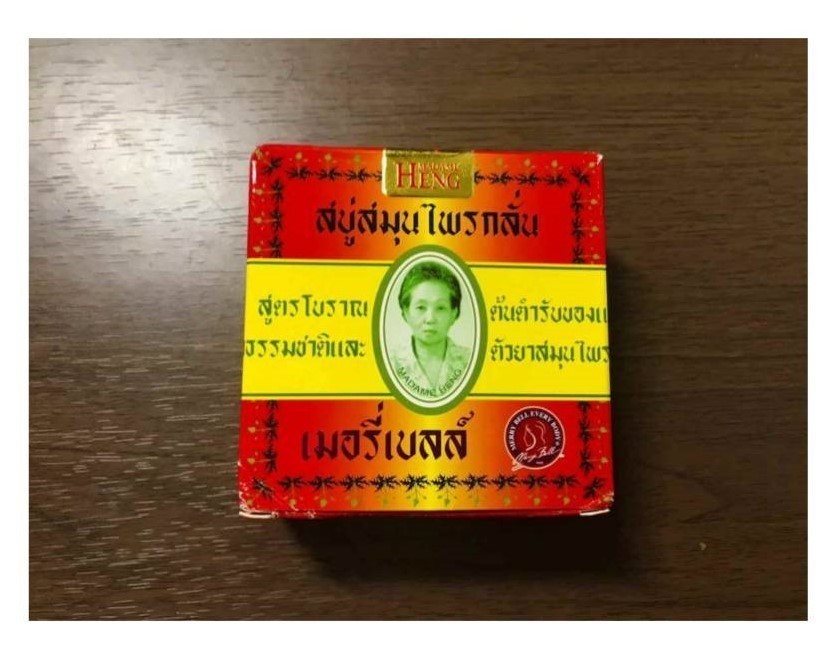 MADAME
HENG
สบู่สมุนไพรกลั่น
สูตรโบราณ
ต้นตำรับของแ
ธรรมชาติและ
ตัวยาสมุนไพร
MADAME HENG
เมอรี่เบลล์
MERRY BELL EVERY BODY
Merry Bell